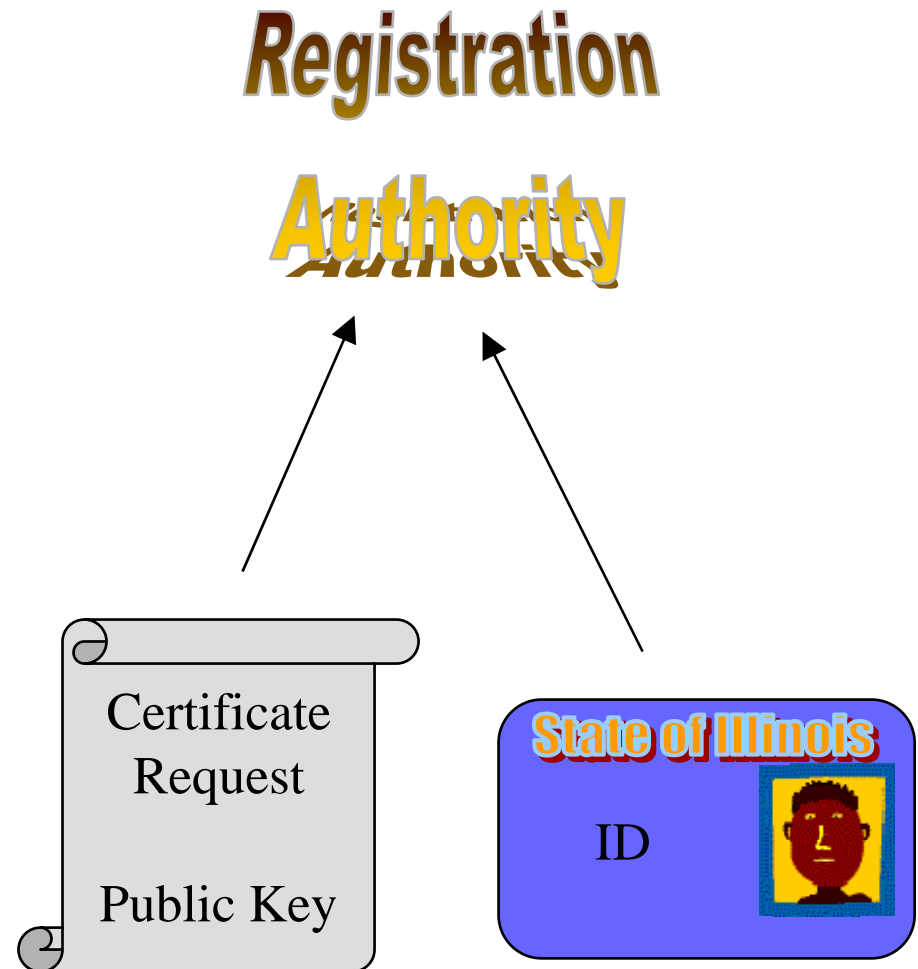 Registration
Authority
Certificate
Request
Public Key
State of Illinois
ID